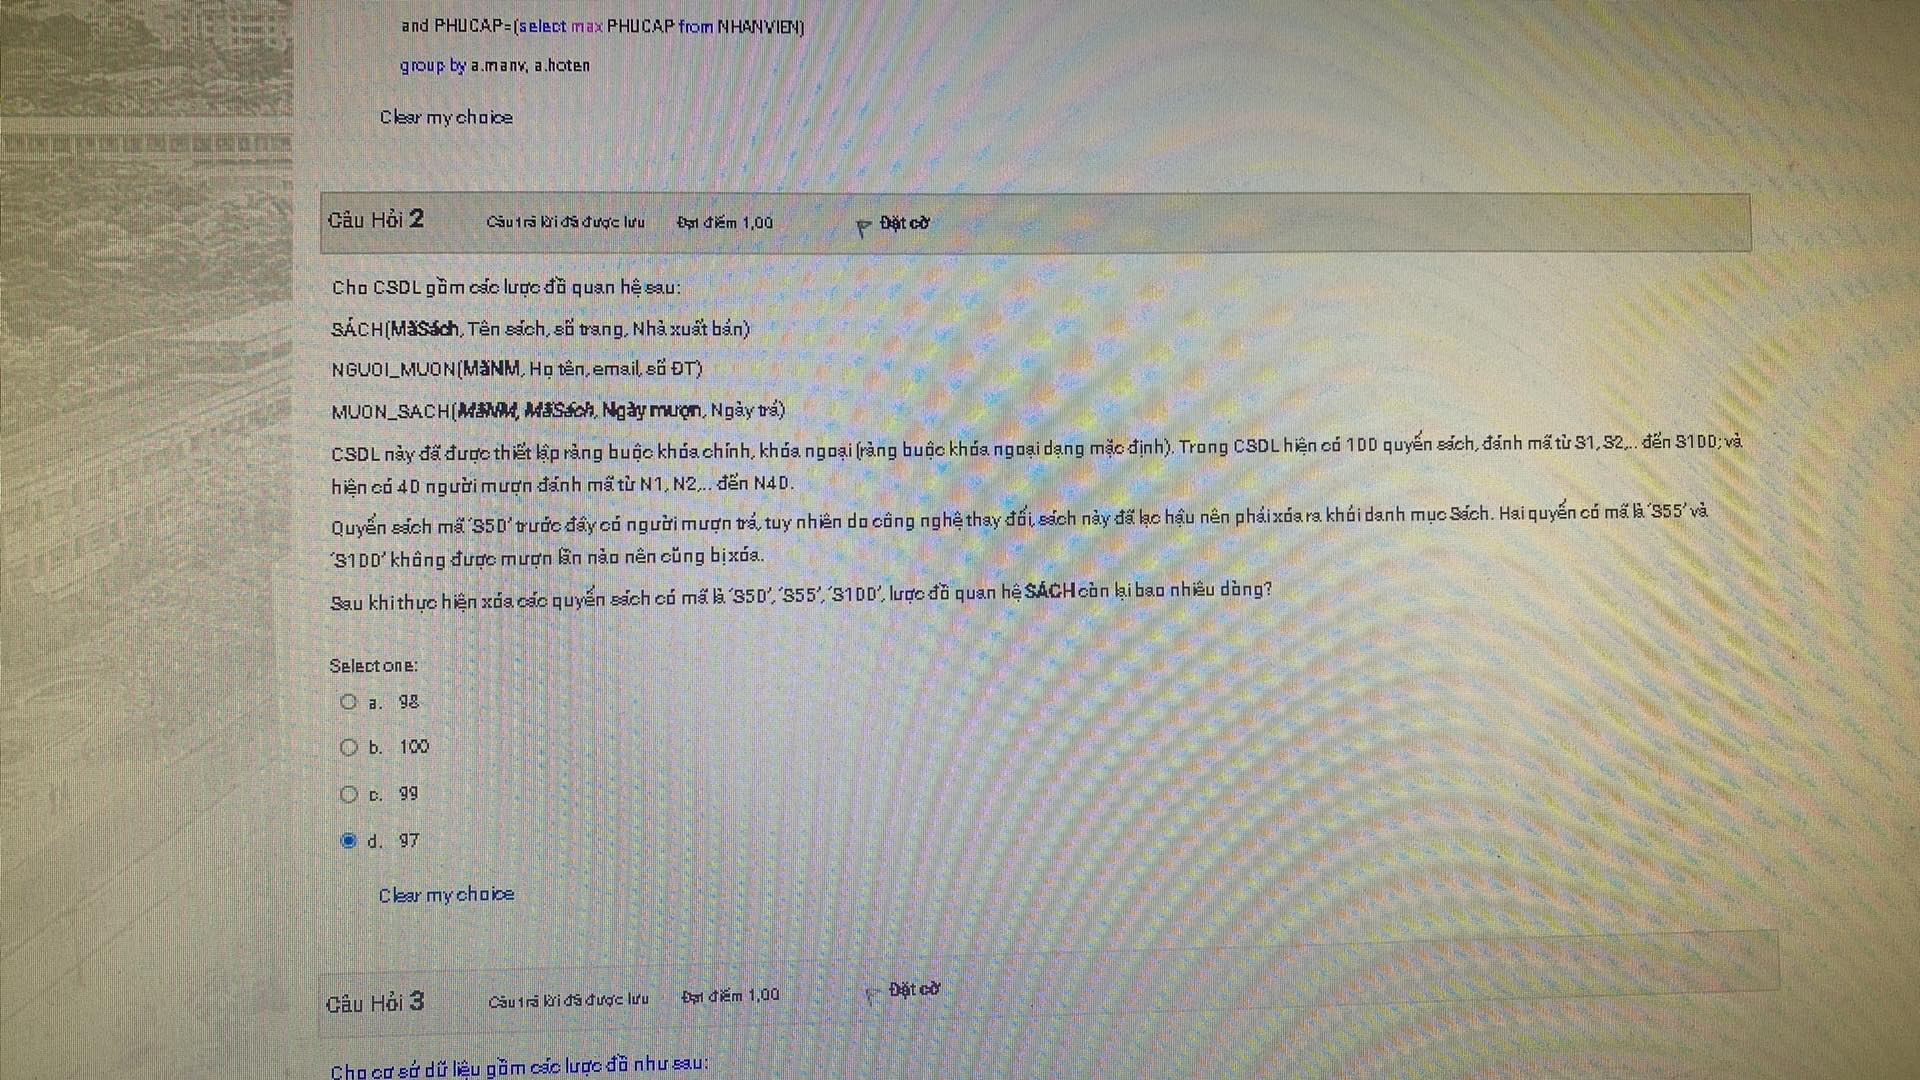 and PHUCAP=(select max PHUCAP from NHANVIEN)
group by a.manv, a.hoten
Clear my choice
Câu Hỏi 2 Câu trả lời đã được lưu Đạt điểm 1,00 Đặt cờ
Cho CSDL gồm các lược đồ quan hệ sau:
SÁCH(MãSách, Tên sách, số trang, Nhà xuất bản)
NGUOI_MUON(MãNM, Họ tên, email, số ĐT)
MUON_SACH(MãNM, MãSách, Ngày mượn, Ngày trả)
CSDL này đã được thiết lập ràng buộc khóa chính, khóa ngoại (ràng buộc khóa ngoại dạng mặc định). Trong CSDL hiện có 100 quyển sách, đánh mã từ S1, S2,.. đến S100; và
hiện có 40 người mượn đánh mã từ N1, N2,.. đến N40.
Quyển sách mã ‘S50’ trước đây có người mượn trả, tuy nhiên do công nghệ thay đổi, sách này đã lạc hậu nên phải xóa ra khỏi danh mục Sách. Hai quyển có mã là ‘S55’ và
‘S100’ không được mượn lần nào nên cũng bị xóa.
Sau khi thực hiện xóa các quyển sách có mã là ‘S50’, ‘S55’, ‘S100’, lược đồ quan hệ SÁCH còn lại bao nhiêu dòng?
Select one:
a. 98
b. 100
c. 99
d. 97
Clear my choice
Câu Hỏi 3 Câu trả lời đã được lưu Đạt điểm 1,00 Đặt cờ
Cho cơ sở dữ liệu gồm các lược đồ như sau: